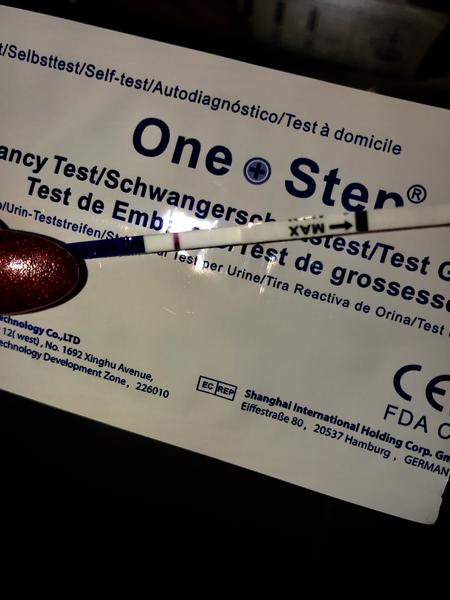 t/Selbsttest/Self-test/Autodiagnóstico/Test à domicile
One Step®
ancy Test/Schwangersch tstest/Test G
Test de Emb /Test de grossesse
/Urin-Teststreifen/St Test per Urine/Tira Reactiva de Orina/Test
MAX
echnology Co.,LTD
12(west), No. 1692 Xinghu Avenue,
echnology Development Zone, 226010
EC REP
Shanghai International Holding Corp. Gm
Eiffestraße 80, 20537 Hamburg, GERMAN
CE
FDA